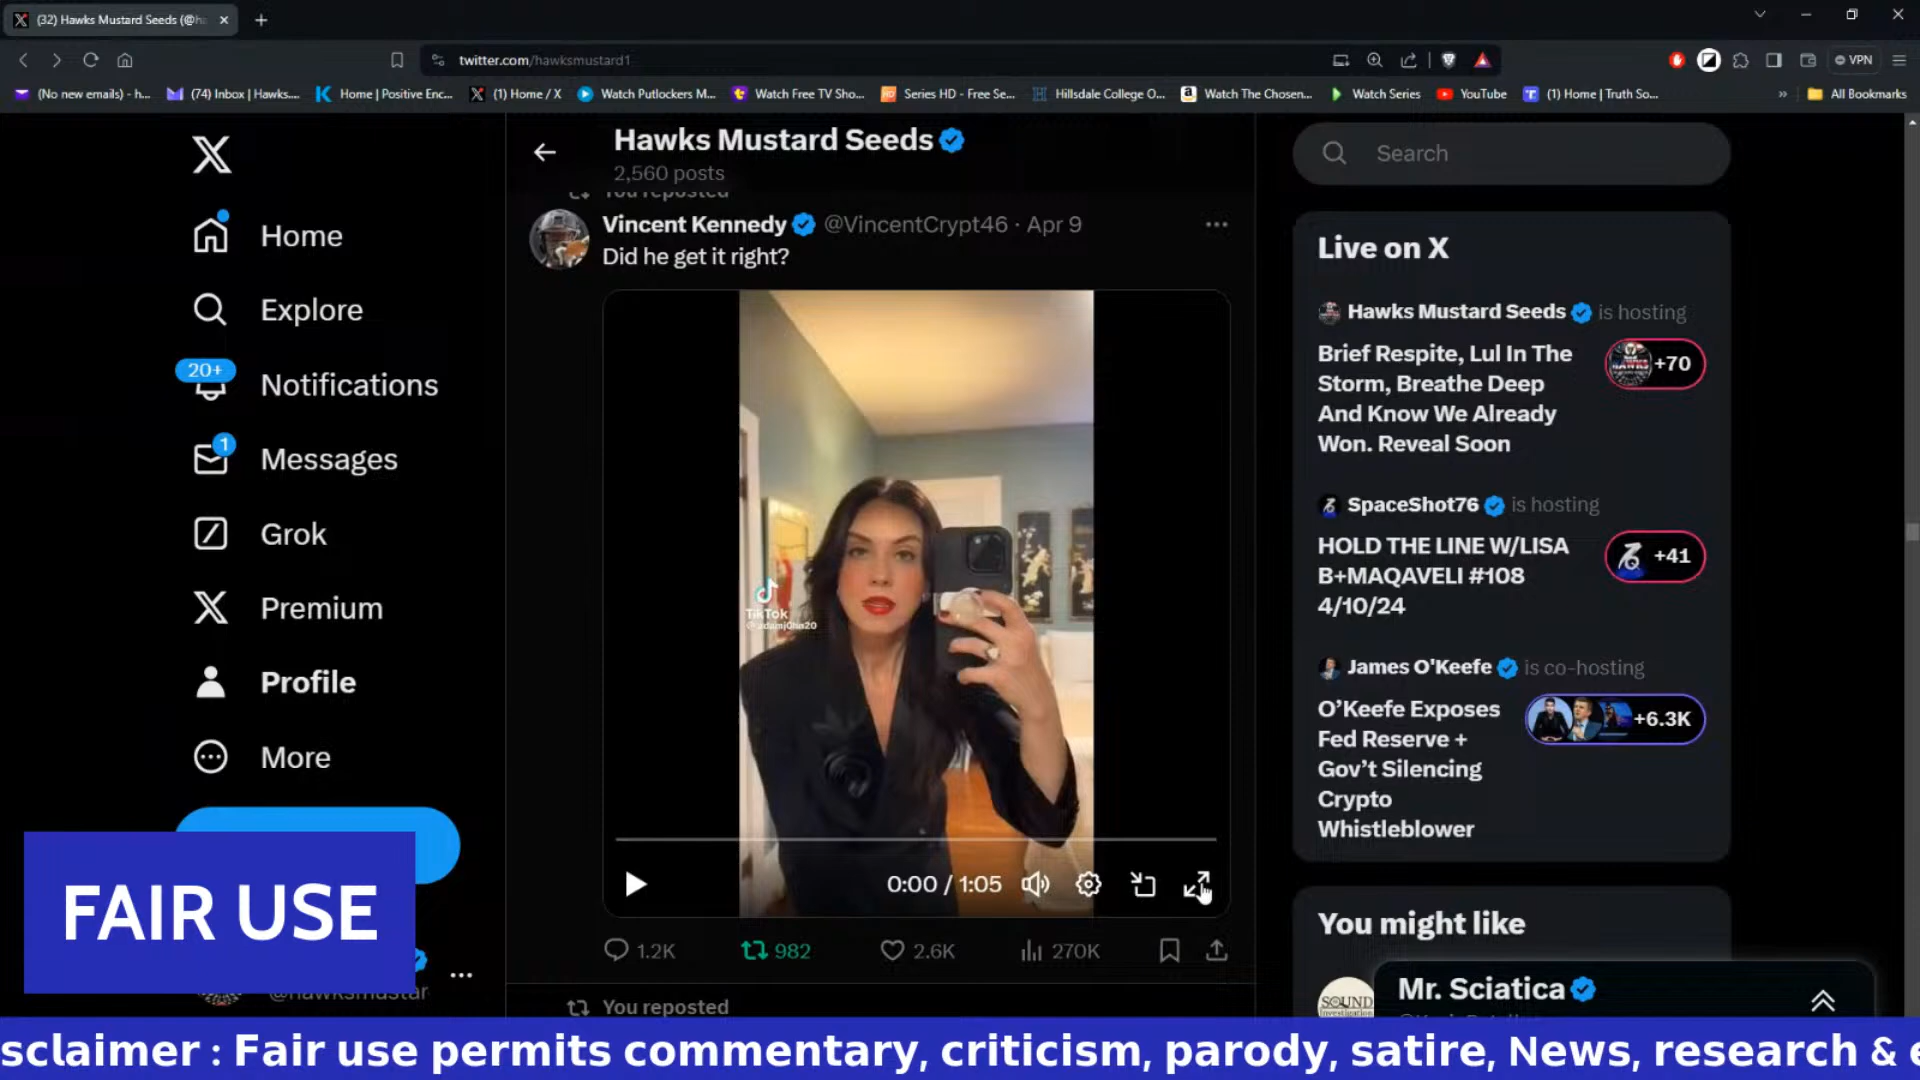 (32) Hawks Mustard Seeds (@ha
twitter.com/hawksmustard1
VPN
(No new emails) – h...
(74) Inbox | Hawks....
Home | Positive Enc...
(1) Home / X
Watch Putlockers M...
Watch Free TV Sho...
Series HD - Free Se...
Hillsdale College O...
Watch The Chosen...
Watch Series
YouTube
(1) Home | Truth So...
»
All Bookmarks
Hawks Mustard Seeds
2,560 posts
You reposted
Vincent Kennedy @VincentCrypt46 · Apr 9
Did he get it right?
TikTok
0:00 / 1:05
1.2K
982
2.6K
270K
You reposted
Home
Explore
20+
Notifications
1
Messages
Grok
Premium
Profile
More
@hawksmustar
Search
Live on X
Hawks Mustard Seeds is hosting
Brief Respite, Lul In The
Storm, Breathe Deep
And Know We Already
Won. Reveal Soon
+70
SpaceShot76 is hosting
HOLD THE LINE W/LISA
B+MAQAVELI #108
4/10/24
+41
James O'Keefe is co-hosting
O’Keefe Exposes
Fed Reserve +
Gov’t Silencing
Crypto
Whistleblower
+6.3K
You might like
SOUND
Investigation
Mr. Sciatica
FAIR USE
sclaimer : Fair use permits commentary, criticism, parody, satire, News, research & e